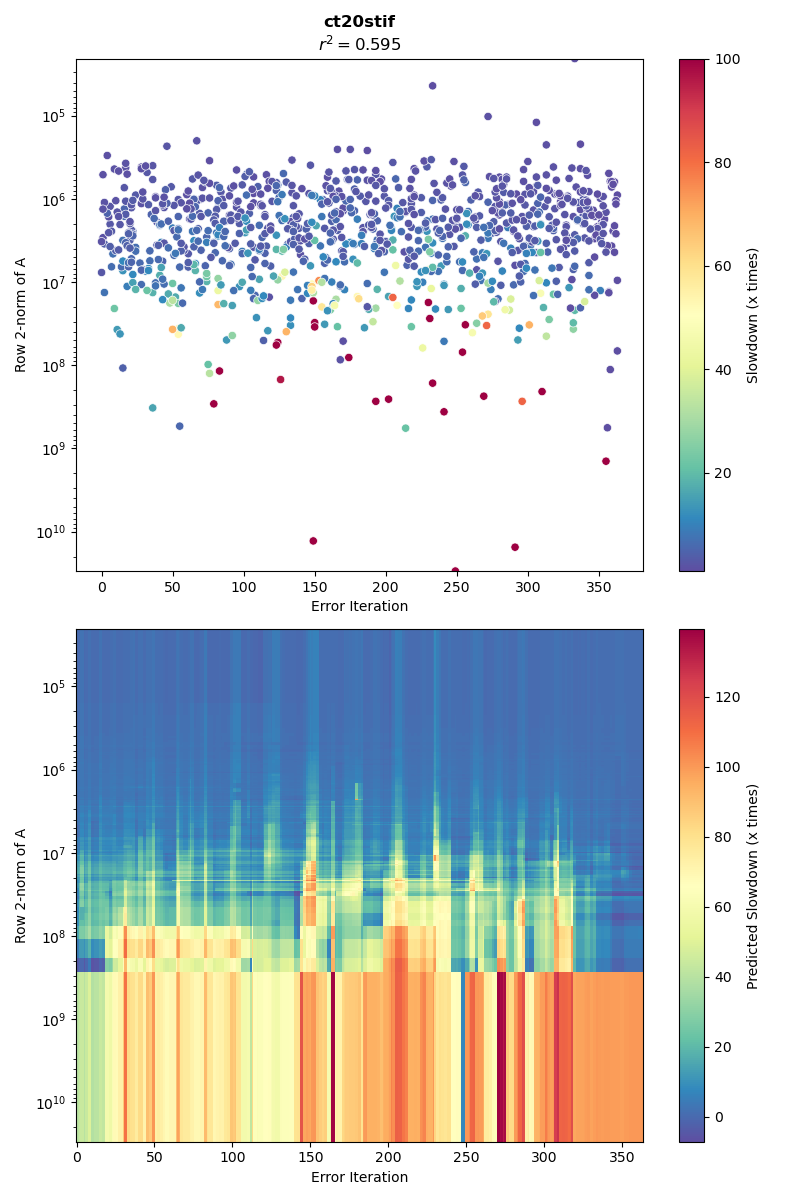 ct20stif
r² = 0.595
Row 2-norm of A
10⁵
10⁶
10⁷
10⁸
10⁹
10¹⁰
0 50 100 150 200 250 300 350
Error Iteration
100
80
60
40
20
Slowdown (x times)
Row 2-norm of A
10⁵
10⁶
10⁷
10⁸
10⁹
10¹⁰
0 50 100 150 200 250 300 350
Error Iteration
120
100
80
60
40
20
0
Predicted Slowdown (x times)